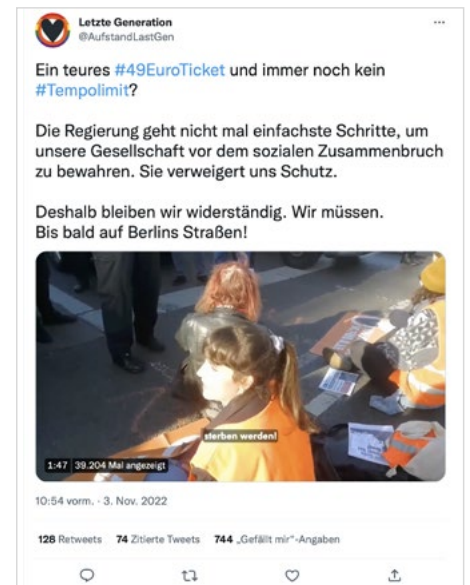 Letzte Generation
@AufstandLastGen
Ein teures #49EuroTicket und immer noch kein
#Tempolimit?
Die Regierung geht nicht mal einfachste Schritte, um
unsere Gesellschaft vor dem sozialen Zusammenbruch
zu bewahren. Sie verweigert uns Schutz.
Deshalb bleiben wir widerständig. Wir müssen.
Bis bald auf Berlins Straßen!
sterben werden!
1:47 39.204 Mal angezeigt
10:54 vorm. · 3. Nov. 2022
128 Retweets 74 Zitierte Tweets 744 „Gefällt mir“-Angaben